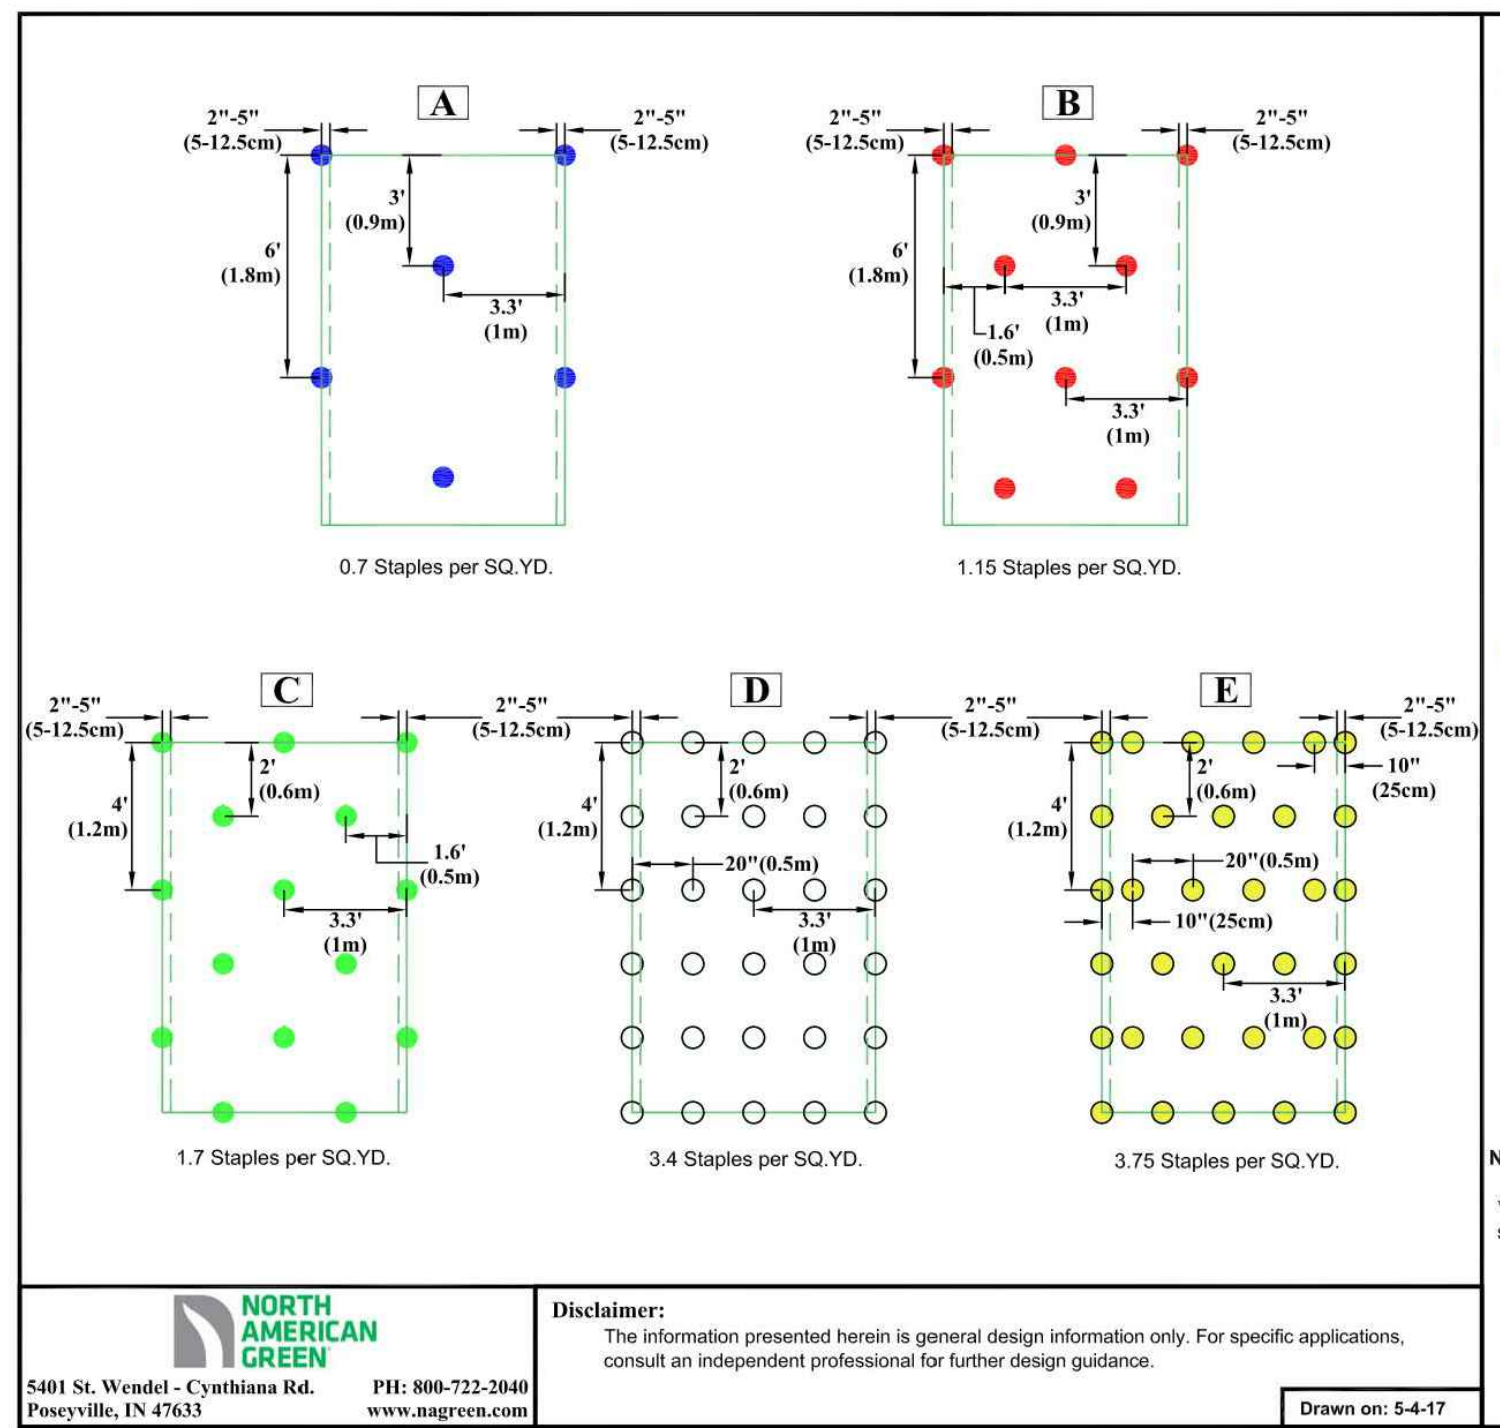 A
2"-5"
(5-12.5cm)
2"-5"
(5-12.5cm)
3'
(0.9m)
6'
(1.8m)
3.3'
(1m)
0.7 Staples per SQ.YD.
B
2"-5"
(5-12.5cm)
2"-5"
(5-12.5cm)
3'
(0.9m)
6'
(1.8m)
3.3'
(1m)
1.6'
(0.5m)
3.3'
(1m)
1.15 Staples per SQ.YD.
C
2"-5"
(5-12.5cm)
2"-5"
(5-12.5cm)
2'
(0.6m)
4'
(1.2m)
1.6'
(0.5m)
3.3'
(1m)
1.7 Staples per SQ.YD.
D
2"-5"
(5-12.5cm)
2'
(0.6m)
4'
(1.2m)
20"(0.5m)
3.3'
(1m)
3.4 Staples per SQ.YD.
E
2"-5"
(5-12.5cm)
10"
(25cm)
2'
(0.6m)
4'
(1.2m)
20"(0.5m)
10"(25cm)
3.3'
(1m)
3.75 Staples per SQ.YD.
N
NORTH
AMERICAN
GREEN
5401 St. Wendel - Cynthiana Rd.
Poseyville, IN 47633
PH: 800-722-2040
www.nagreen.com
Disclaimer:
The information presented herein is general design information only. For specific applications,
consult an independent professional for further design guidance.
Drawn on: 5-4-17